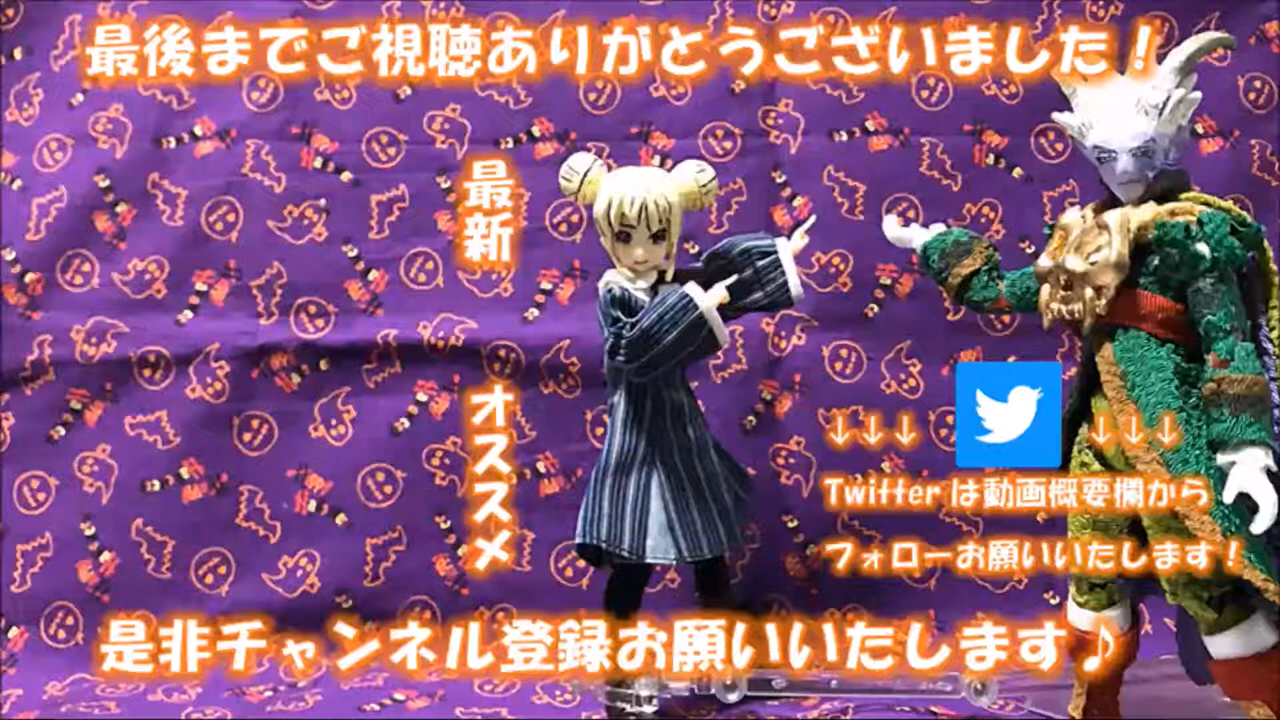 最後までご視聴ありがとうございました！
最新
オススメ
↓↓↓ ↓↓↓
Twitterは動画概要欄から
フォローお願いいたします！
是非チャンネル登録お願いいたします♪